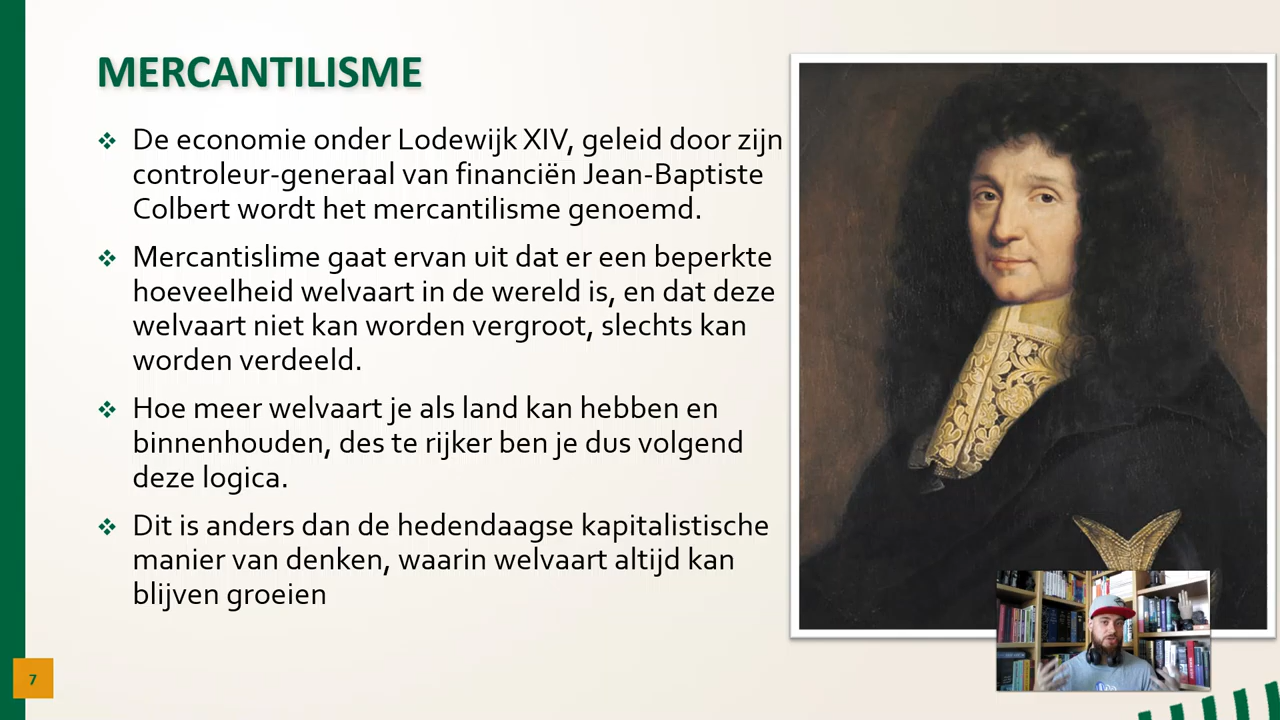 MERCANTILISME
De economie onder Lodewijk XIV, geleid door zijn
controleur-generaal van financiën Jean-Baptiste
Colbert wordt het mercantilisme genoemd.
Mercantislime gaat ervan uit dat er een beperkte
hoeveelheid welvaart in de wereld is, en dat deze
welvaart niet kan worden vergroot, slechts kan
worden verdeeld.
Hoe meer welvaart je als land kan hebben en
binnenhouden, des te rijker ben je dus volgend
deze logica.
Dit is anders dan de hedendaagse kapitalistische
manier van denken, waarin welvaart altijd kan
blijven groeien
7